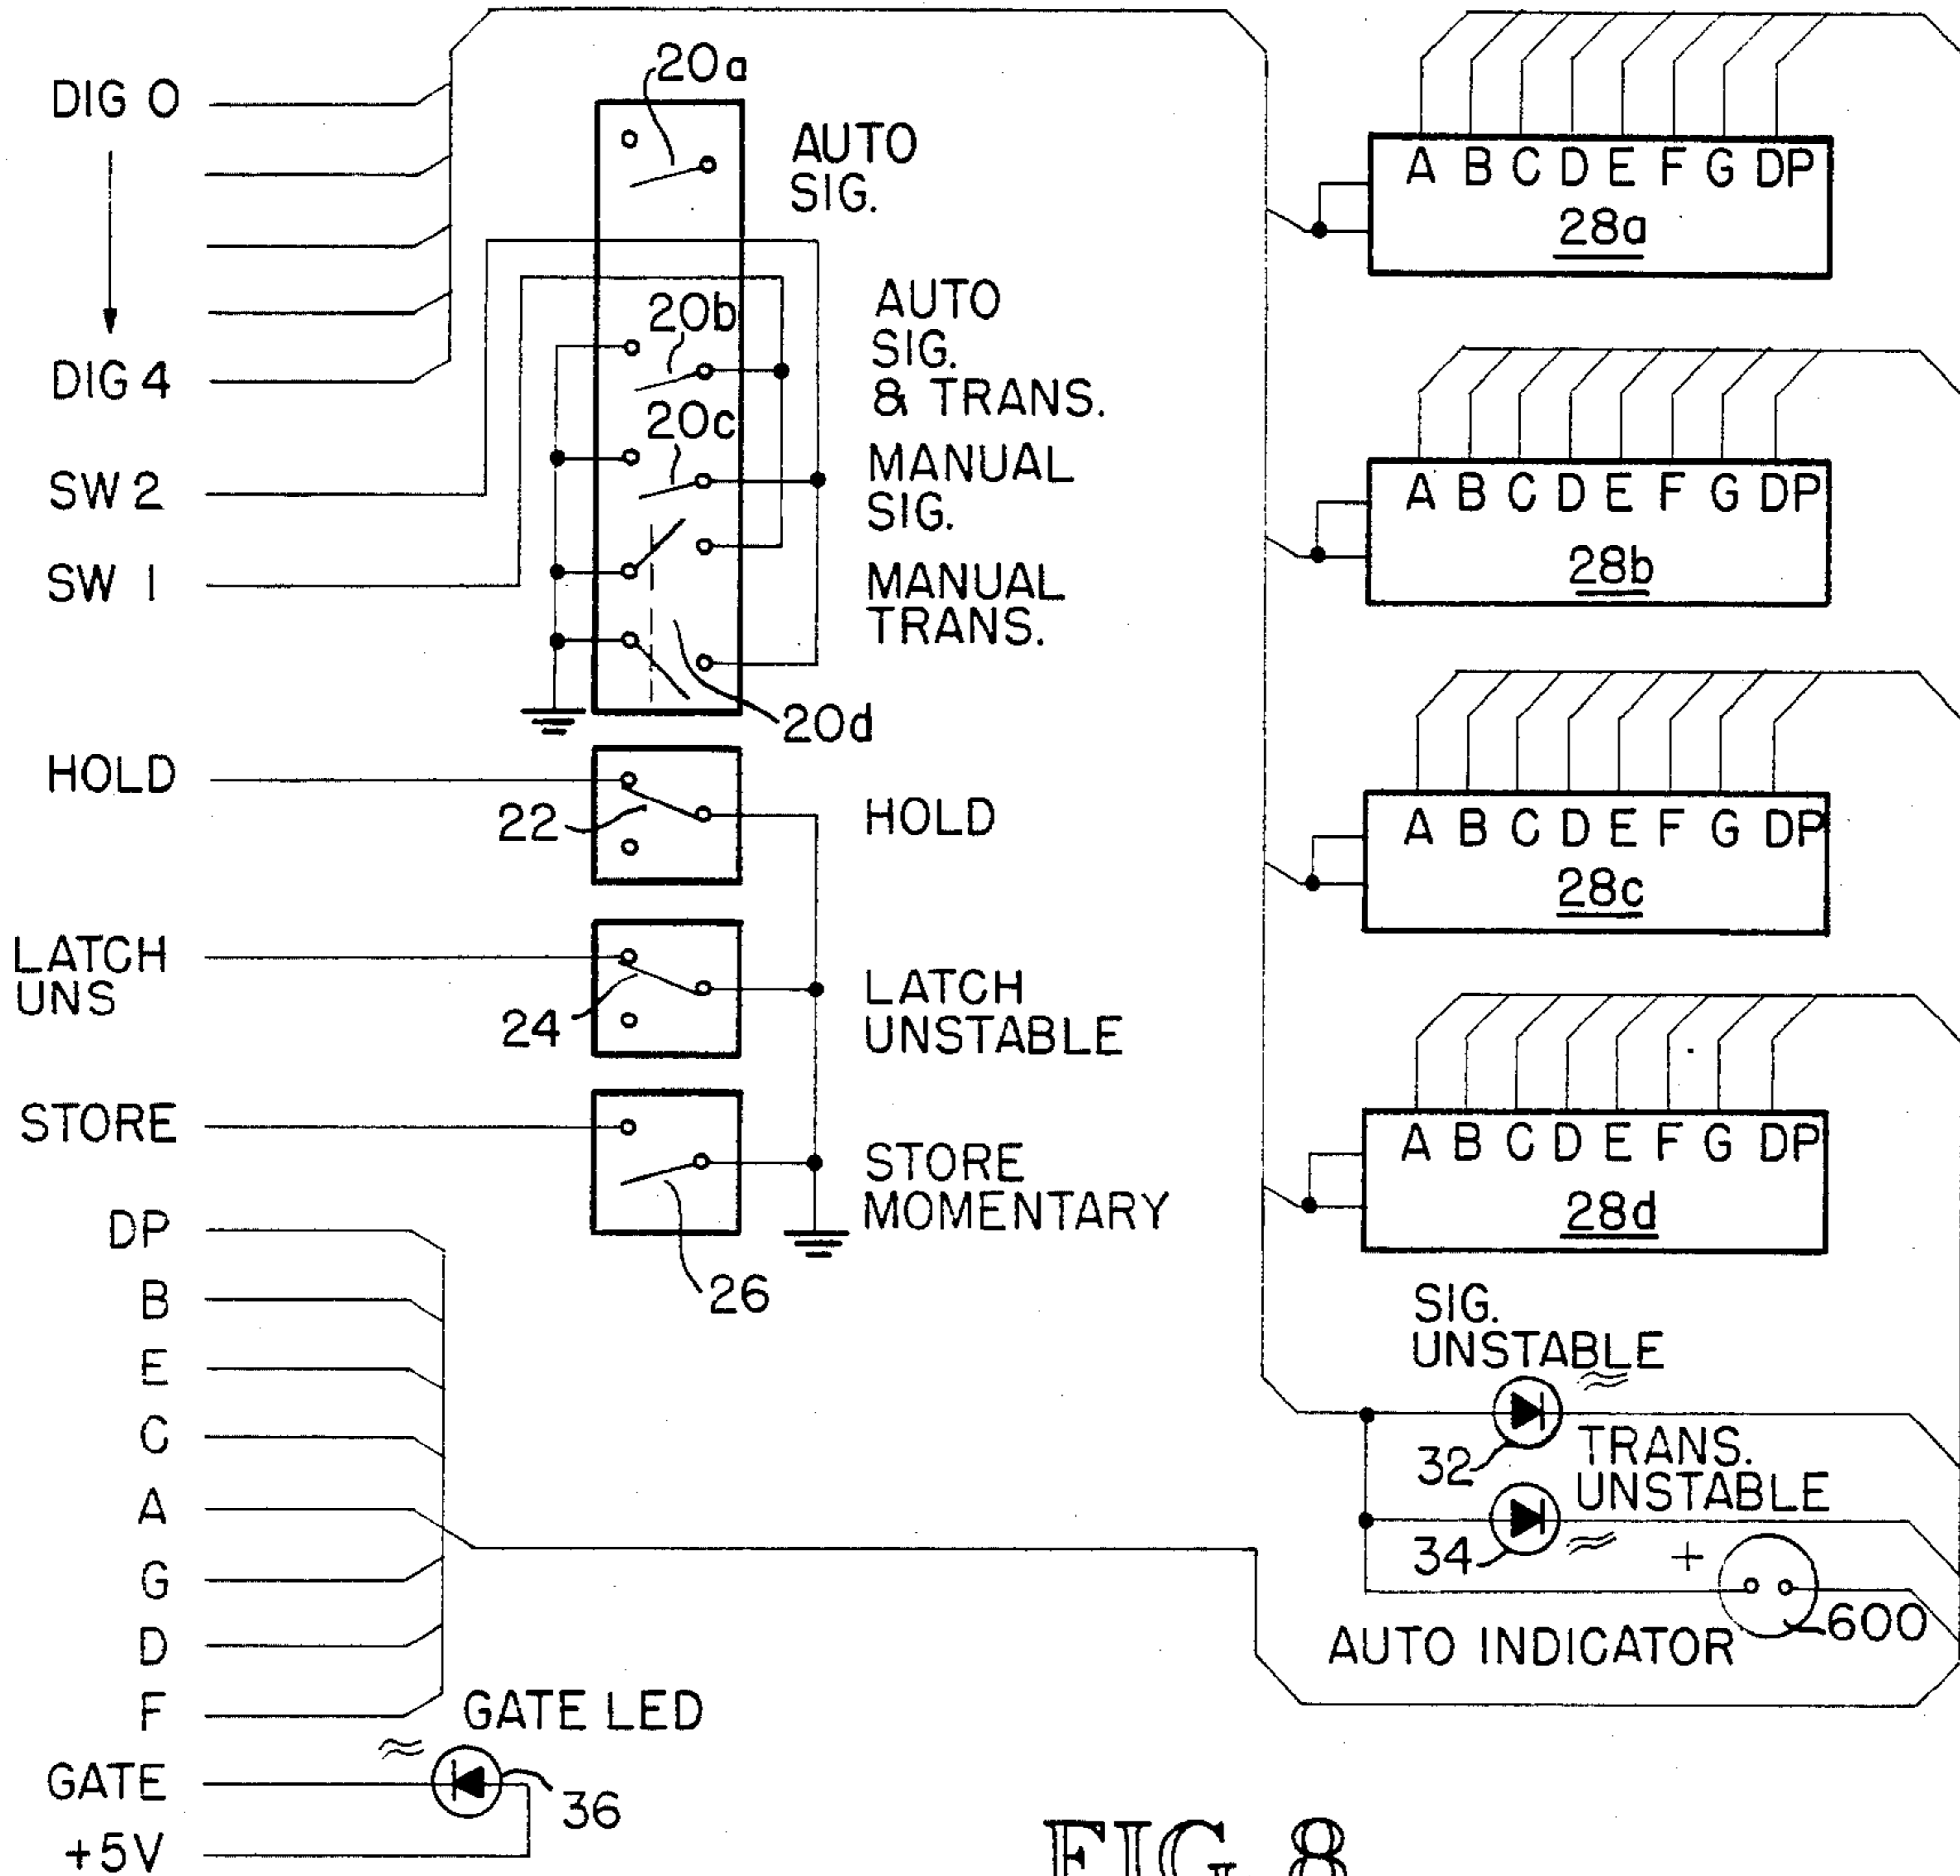 DIG 0
DIG 4
SW 2
SW 1
HOLD
LATCH
UNS
STORE
DP
B
E
C
A
G
D
F
GATE
+5V
GATE LED
36
20a
AUTO
SIG.
20b
AUTO
SIG.
& TRANS.
20c
MANUAL
SIG.
MANUAL
TRANS.
20d
22
HOLD
24
LATCH
UNSTABLE
STORE
MOMENTARY
26
A B C D E F G DP
28a
A B C D E F G DP
28b
A B C D E F G DP
28c
A B C D E F G DP
28d
SIG.
UNSTABLE
32
TRANS.
UNSTABLE
34
+
600
AUTO INDICATOR
FIG. 8